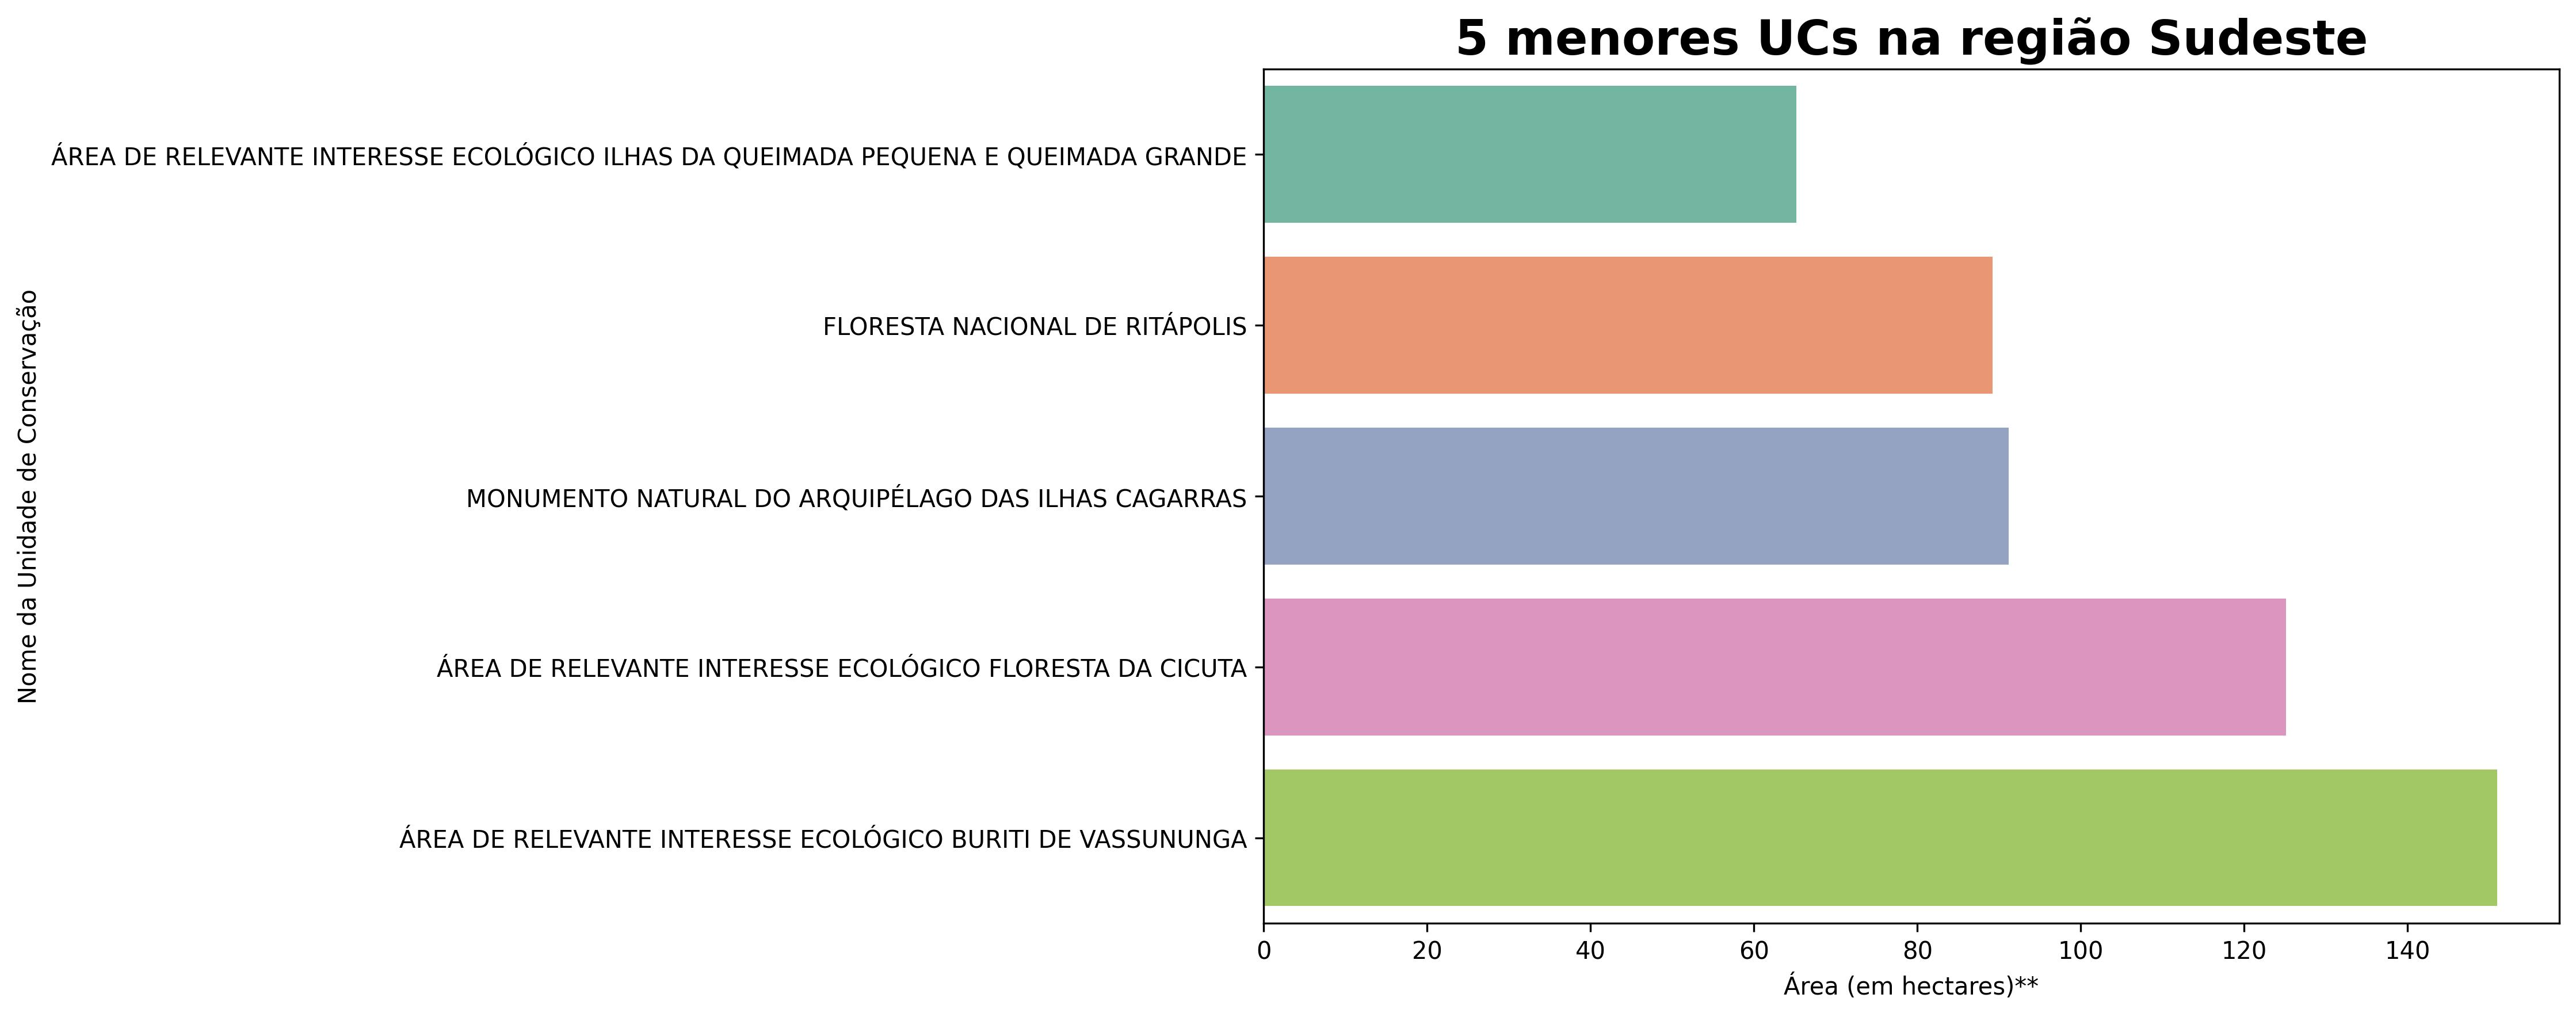 5 menores UCs na região Sudeste
Nome da Unidade de Conservação
ÁREA DE RELEVANTE INTERESSE ECOLÓGICO ILHAS DA QUEIMADA PEQUENA E QUEIMADA GRANDE
FLORESTA NACIONAL DE RITÁPOLIS
MONUMENTO NATURAL DO ARQUIPÉLAGO DAS ILHAS CAGARRAS
ÁREA DE RELEVANTE INTERESSE ECOLÓGICO FLORESTA DA CICUTA
ÁREA DE RELEVANTE INTERESSE ECOLÓGICO BURITI DE VASSUNUNGA
0 20 40 60 80 100 120 140
Área (em hectares)**